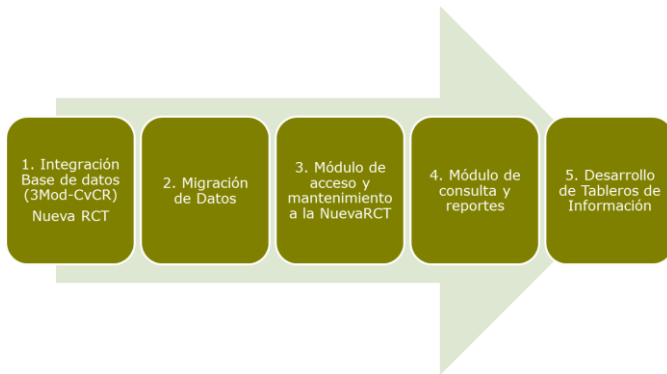 1. Integración
Base de datos
(3Mod-CvCR)
Nueva RCT
2. Migración
de Datos
3. Módulo de
acceso y
mantenimiento
a la NuevaRCT
4. Módulo de
consulta y
reportes
5. Desarrollo
de Tableros de
Información